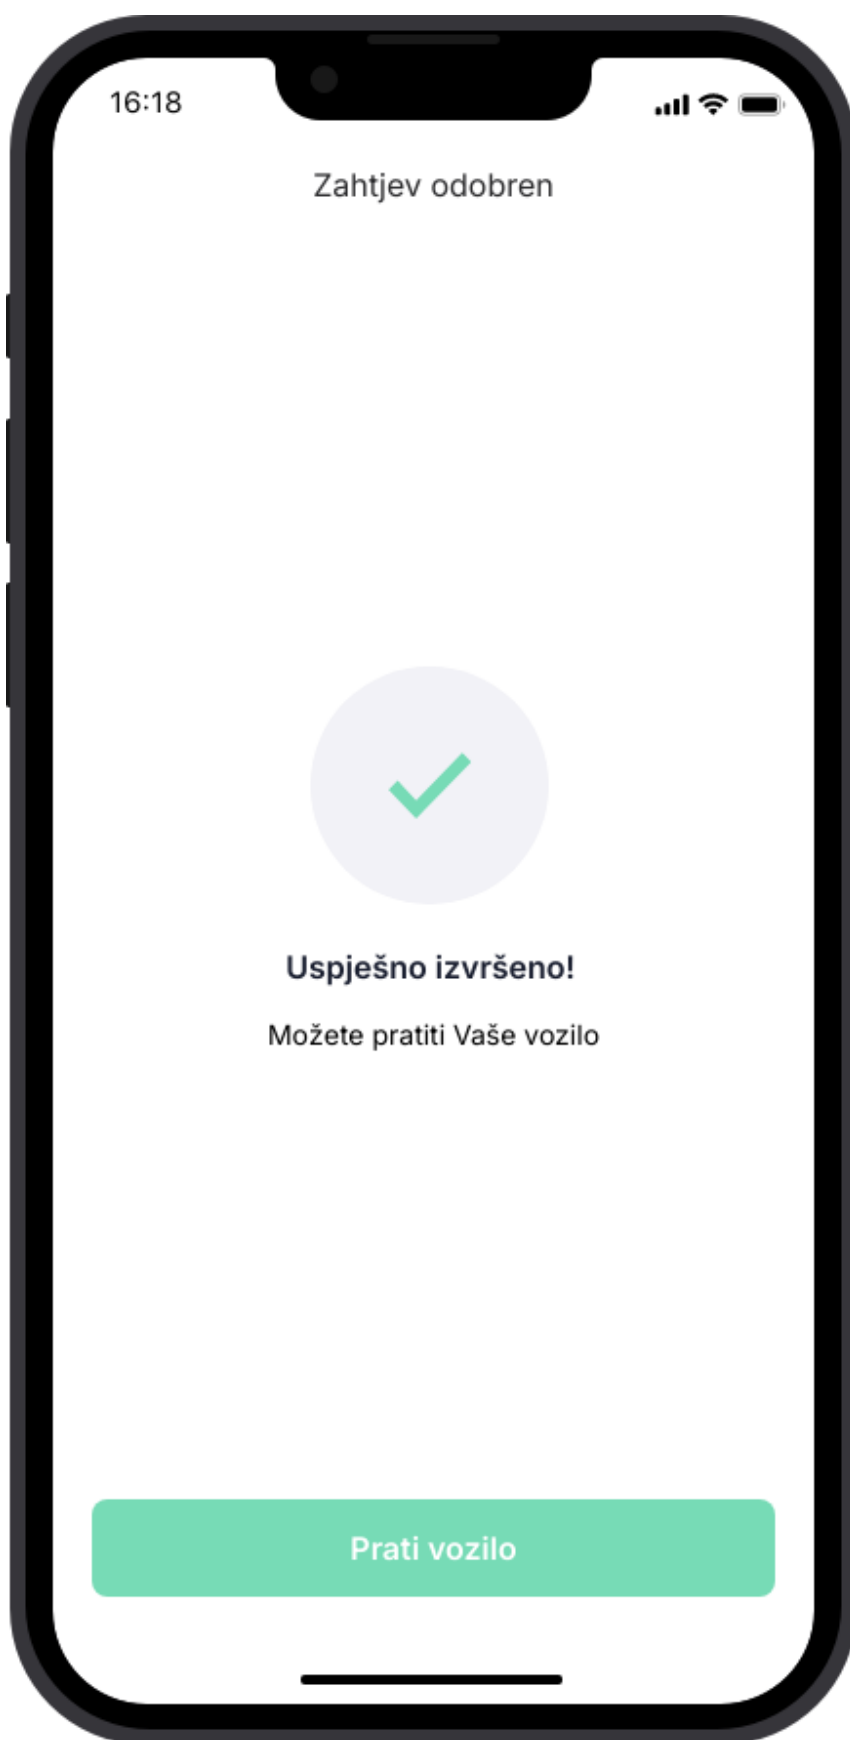 16:18
Zahtjev odobren
Uspješno izvršeno!
Možete pratiti Vaše vozilo
Prati vozilo